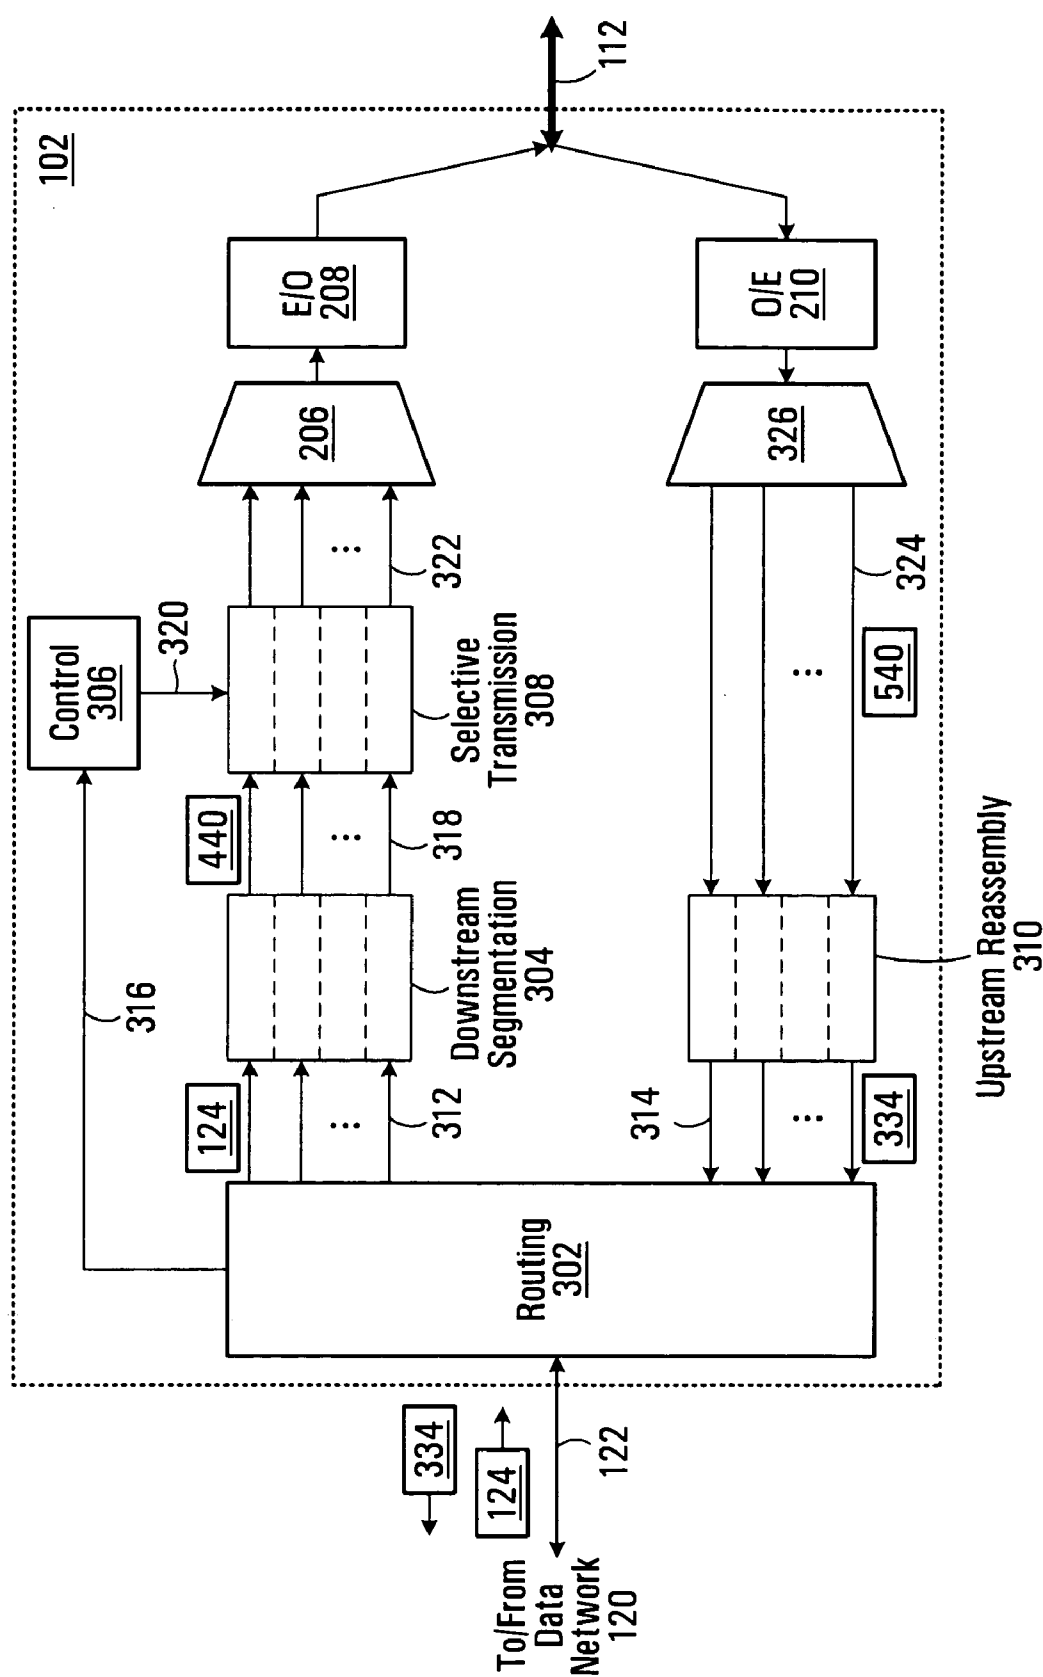 102
112
E/O
208
O/E
210
206
326
322
324
Control
306
320
Selective
Transmission
308
540
440
318
Downstream
Segmentation
304
Upstream Reassembly
310
316
124
312
314
334
Routing
302
334
124
122
To/From
Data
Network
120